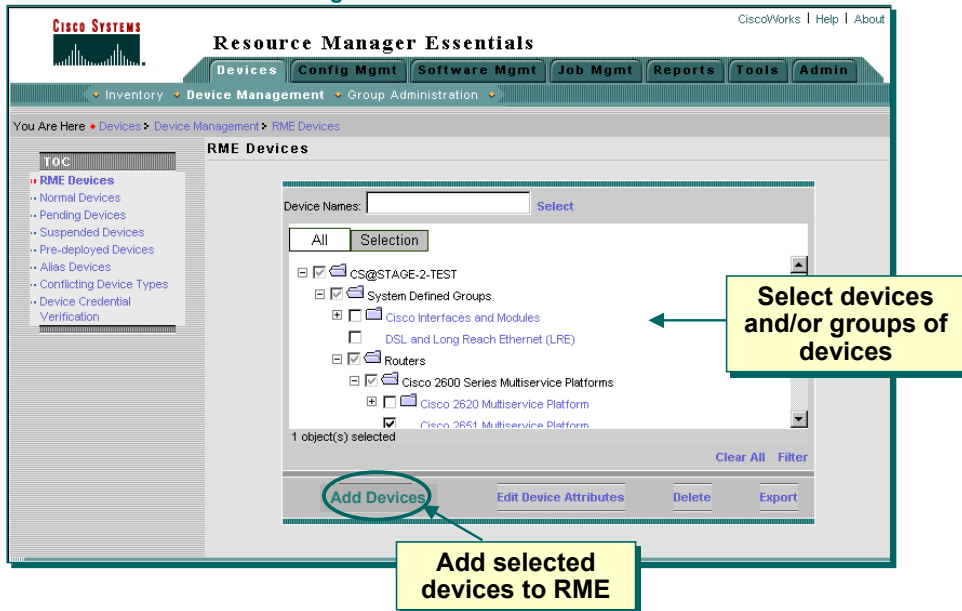 CISCO SYSTEMS
CiscoWorks | Help | About
Resource Manager Essentials
Devices Config Mgmt Software Mgmt Job Mgmt Reports Tools Admin
Inventory Device Management Group Administration
You Are Here Devices Device Management RME Devices
TOC
RME Devices
Normal Devices
Pending Devices
Suspended Devices
Pre-deployed Devices
Alias Devices
Conflicting Device Types
Device Credential
Verification
RME Devices
Device Names: Select
All Selection
CS@STAGE-2-TEST
System Defined Groups
Cisco Interfaces and Modules
DSL and Long Reach Ethernet (LRE)
Routers
Cisco 2600 Series Multiservice Platforms
Cisco 2620 Multiservice Platform
Cisco 2651 Multiservice Platform
1 object(s) selected
Clear All Filter
Add Devices Edit Device Attributes Delete Export
Select devices
and/or groups of
devices
Add selected
devices to RME